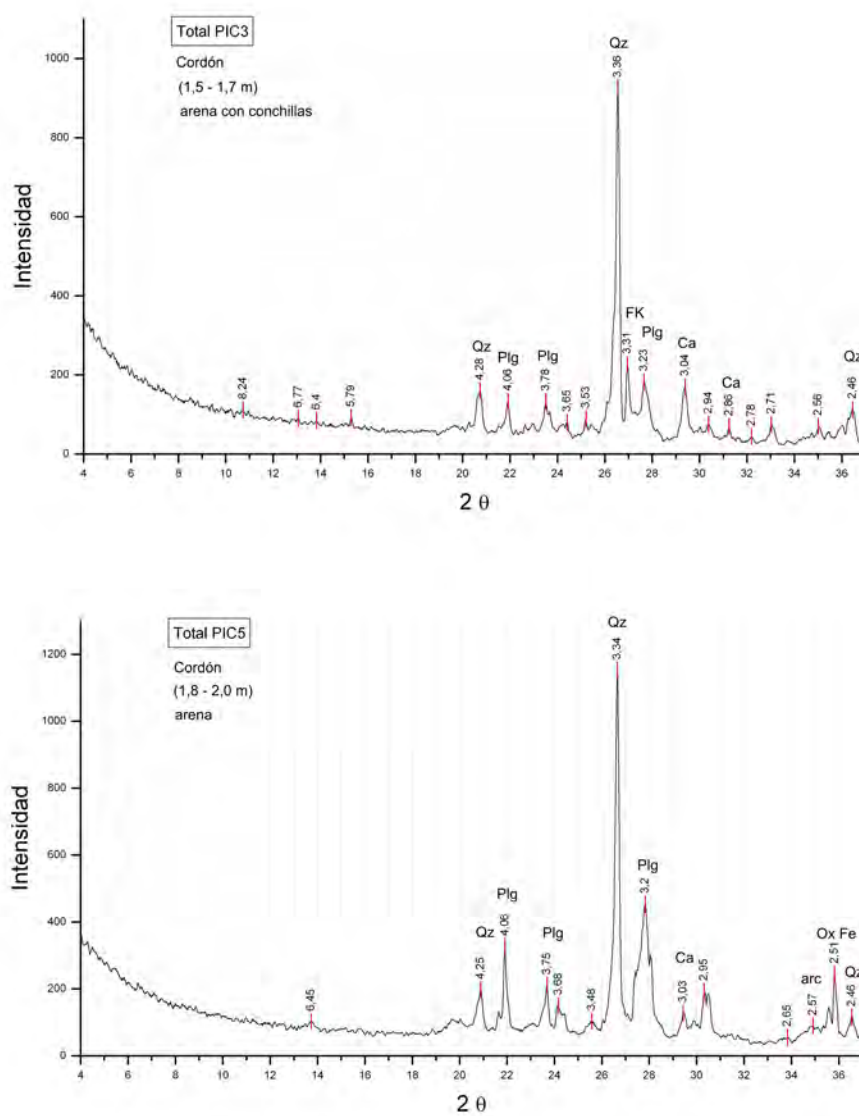 Total PIC3
Cordón
(1,5 - 1,7 m)
arena con conchillas
Intensidad
1000
800
600
400
200
0
8,24
6,77
6,4
5,79
Qz
4,28
Plg
4,06
Plg
3,78
3,65
3,53
Qz
3,36
FK
3,31
Plg
3,23
Ca
3,04
2,94
Ca
2,86
2,78
2,71
2,56
Qz
2,46
4 6 8 10 12 14 16 18 20 22 24 26 28 30 32 34 36
2 θ
Total PIC5
Cordón
(1,8 - 2,0 m)
arena
Intensidad
1200
1000
800
600
400
200
0
6,45
Qz
4,25
Plg
4,06
Plg
3,75
3,68
3,48
Qz
3,34
Plg
3,2
Ca
3,03
2,95
2,65
arc
2,57
Ox Fe
2,51
Qz
2,46
4 6 8 10 12 14 16 18 20 22 24 26 28 30 32 34 36
2 θ